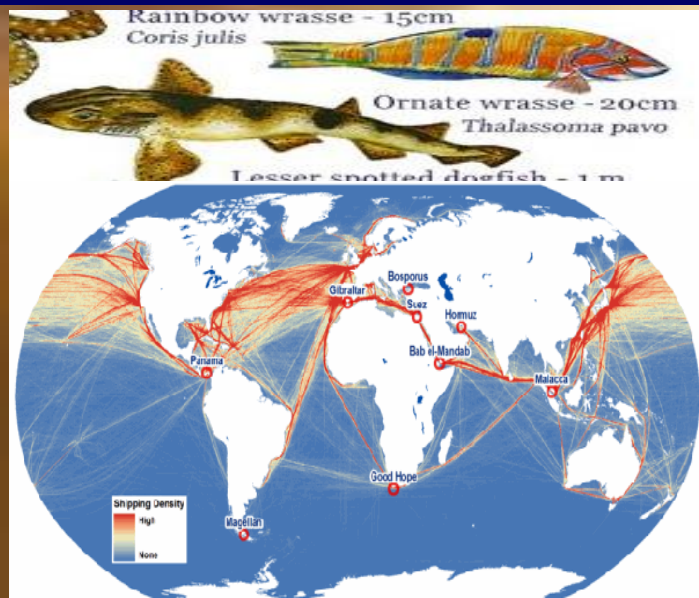 Rainbow wrasse - 15cm
Coris julis
Ornate wrasse - 20cm
Thalassoma pavo
Lesser spotted dogfish - 1 m
Bosporus
Gibraltar
Suez
Hormuz
Bab el-Mandab
Panama
Malacca
Good Hope
Magellan
Shipping Density
High
None